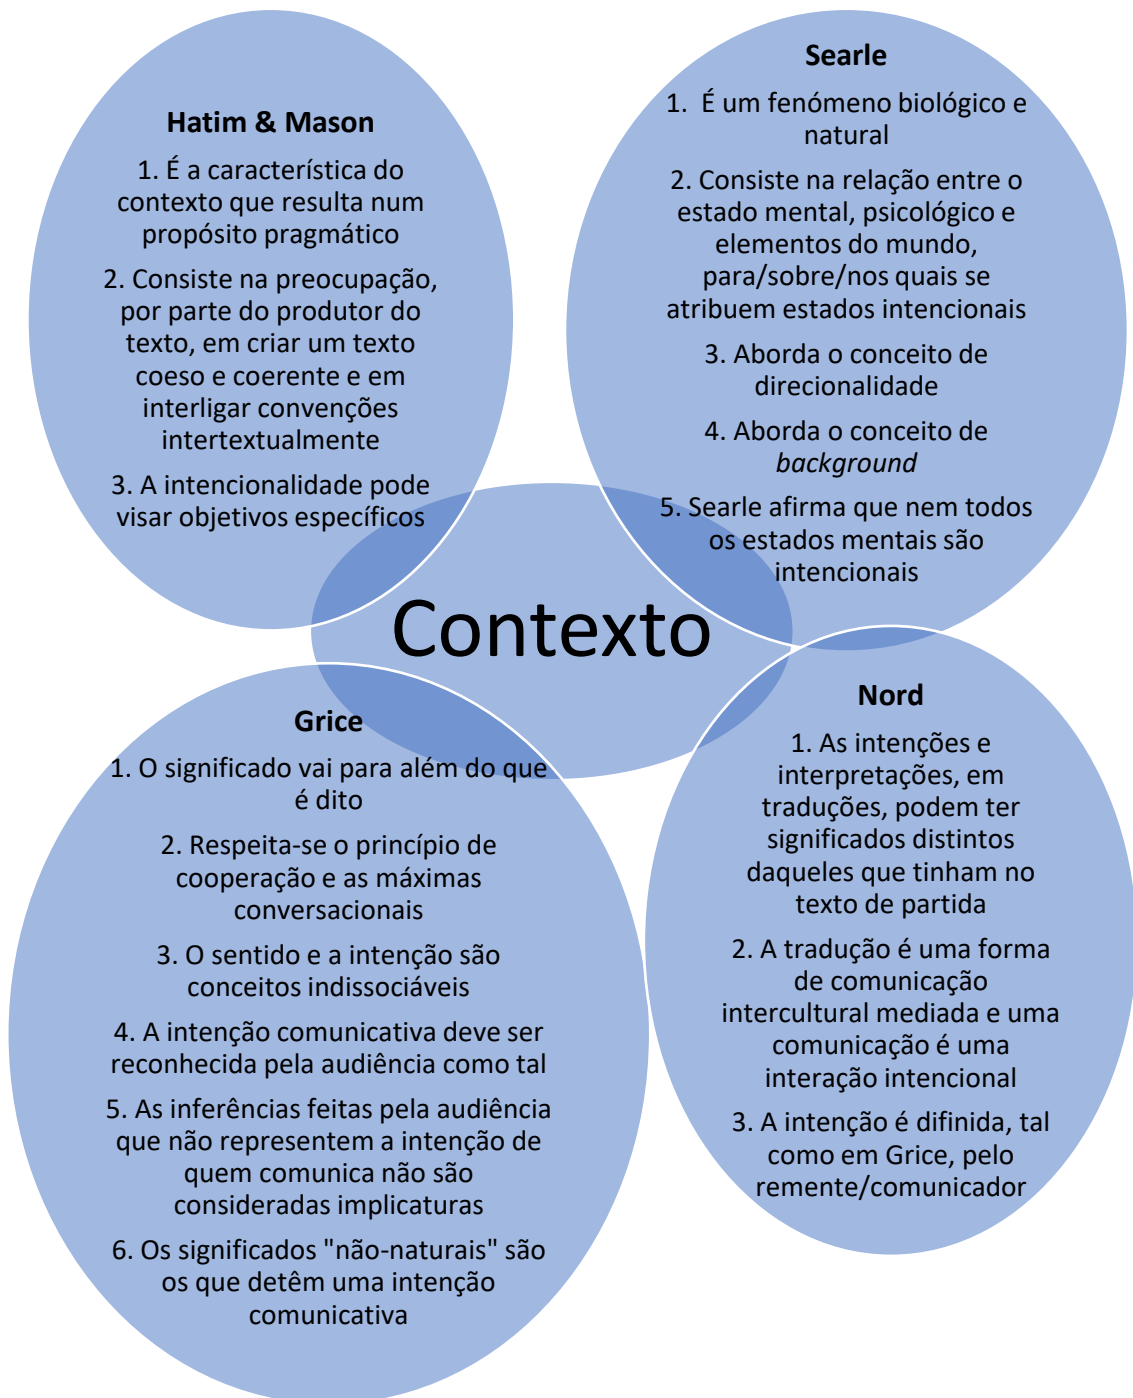 Hatim & Mason
1. É a característica do
contexto que resulta num
propósito pragmático
2. Consiste na preocupação,
por parte do produtor do
texto, em criar um texto
coeso e coerente e em
interligar convenções
intertextualmente
3. A intencionalidade pode
visar objetivos específicos
Searle
1. É um fenómeno biológico e
natural
2. Consiste na relação entre o
estado mental, psicológico e
elementos do mundo,
para/sobre/nos quais se
atribuem estados intencionais
3. Aborda o conceito de
direcionalidade
4. Aborda o conceito de
background
5. Searle afirma que nem todos
os estados mentais são
intencionais
Contexto
Grice
1. O significado vai para além do que
é dito
2. Respeita-se o princípio de
cooperação e as máximas
conversacionais
3. O sentido e a intenção são
conceitos indissociáveis
4. A intenção comunicativa deve ser
reconhecida pela audiência como tal
5. As inferências feitas pela audiência
que não representem a intenção de
quem comunica não são
consideradas implicaturas
6. Os significados "não-naturais" são
os que detêm uma intenção
comunicativa
Nord
1. As intenções e
interpretações, em
traduções, podem ter
significados distintos
daqueles que tinham no
texto de partida
2. A tradução é uma forma
de comunicação
intercultural mediada e uma
comunicação é uma
interação intencional
3. A intenção é difinida, tal
como em Grice, pelo
remente/comunicador